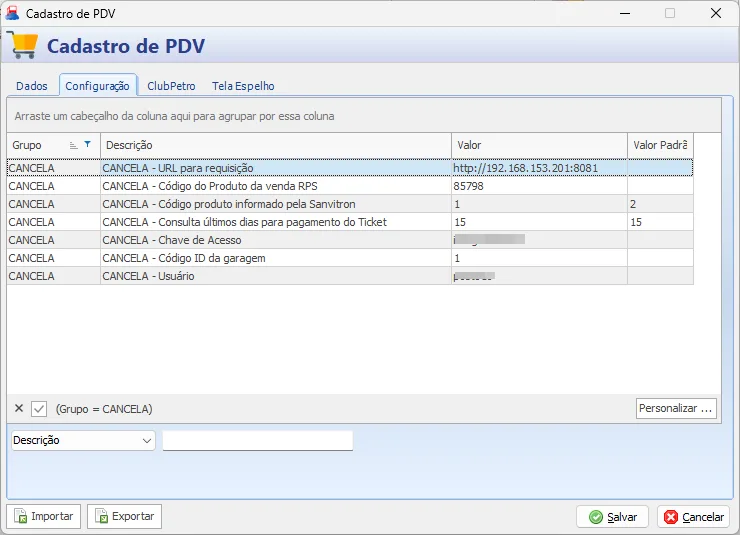 Cadastro de PDV
Cadastro de PDV
Dados Configuração ClubPetro Tela Espelho
Arraste um cabeçalho da coluna aqui para agrupar por essa coluna
Grupo Descrição Valor Valor Padrã
CANCELA CANCELA - URL para requisição http://192.168.153.201:8081
CANCELA CANCELA - Código do Produto da venda RPS 85798
CANCELA CANCELA - Código produto informado pela Sanvitron 1 2
CANCELA CANCELA - Consulta últimos dias para pagamento do Ticket 15 15
CANCELA CANCELA - Chave de Acesso
CANCELA CANCELA - Código ID da garagem 1
CANCELA CANCELA - Usuário
(Grupo = CANCELA) Personalizar ...
Descrição
Importar Exportar Salvar Cancelar